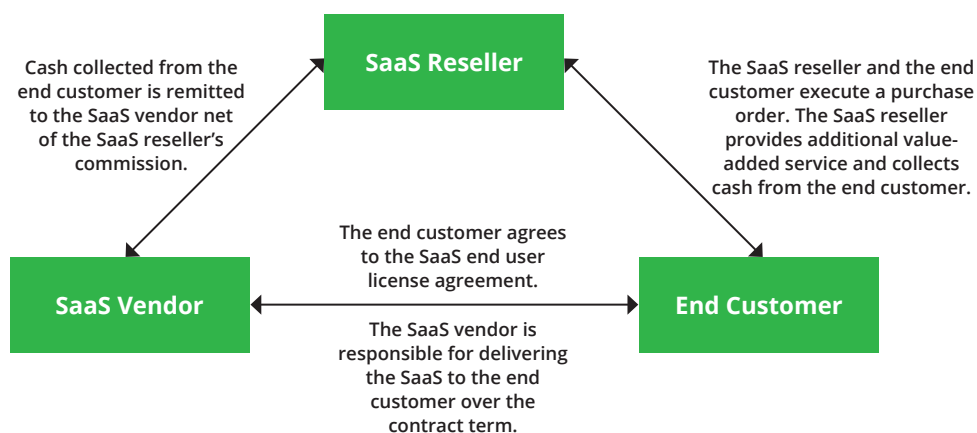 SaaS Reseller
Cash collected from the
end customer is remitted
to the SaaS vendor net
of the SaaS reseller’s
commission.
The SaaS reseller and the end
customer execute a purchase
order. The SaaS reseller
provides additional value-
added service and collects
cash from the end customer.
The end customer agrees
to the SaaS end user
license agreement.
SaaS Vendor
End Customer
The SaaS vendor is
responsible for delivering
the SaaS to the end
customer over the
contract term.